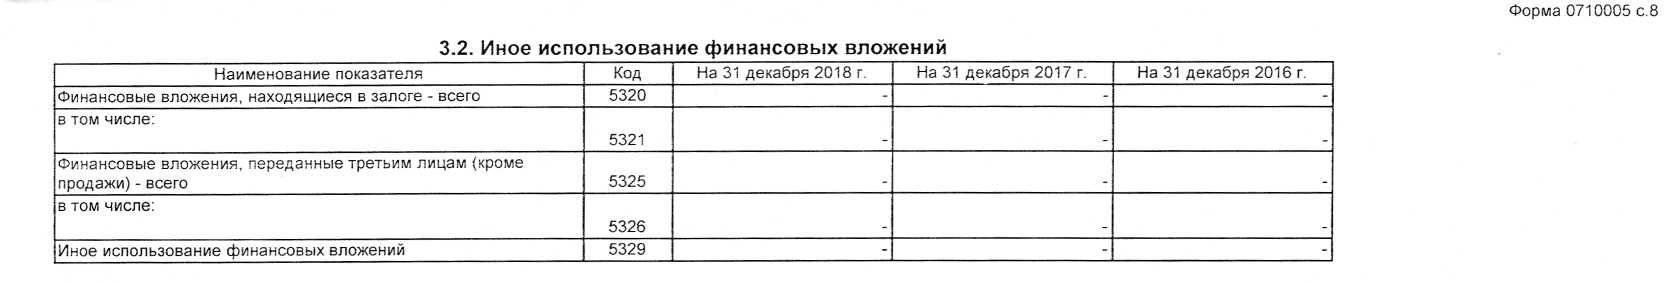 Форма 0710005 с.8
3.2. Иное использование финансовых вложений
Наименование показателя Код На 31 декабря 2018 г. На 31 декабря 2017 г. На 31 декабря 2016 г.
Финансовые вложения, находящиеся в залоге - всего 5320 - - -
в том числе:
5321 - - -
Финансовые вложения, переданные третьим лицам (кроме
продажи) - всего 5325 - - -
в том числе:
5326 - - -
Иное использование финансовых вложений 5329 - - -